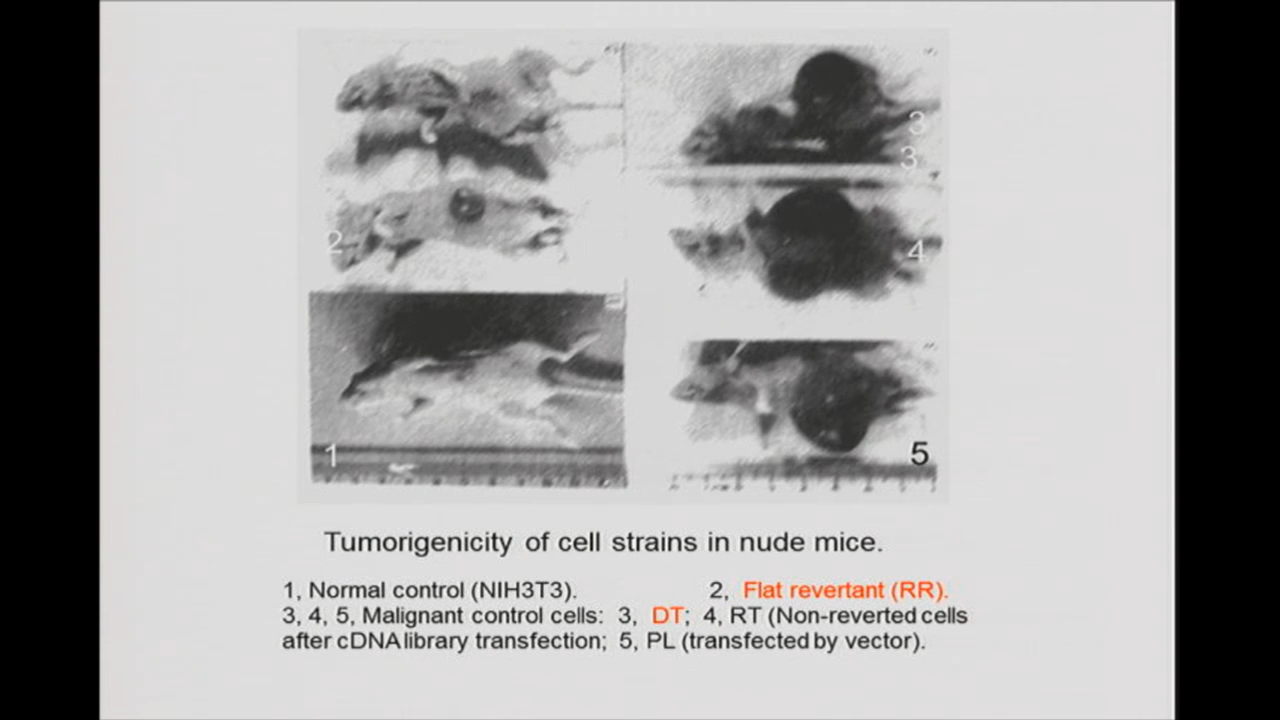 3
3
2
4
1
5
Tumorigenicity of cell strains in nude mice.
1, Normal control (NIH3T3). 2, Flat revertant (RR).
3, 4, 5, Malignant control cells: 3, DT; 4, RT (Non-reverted cells
after cDNA library transfection; 5, PL (transfected by vector).